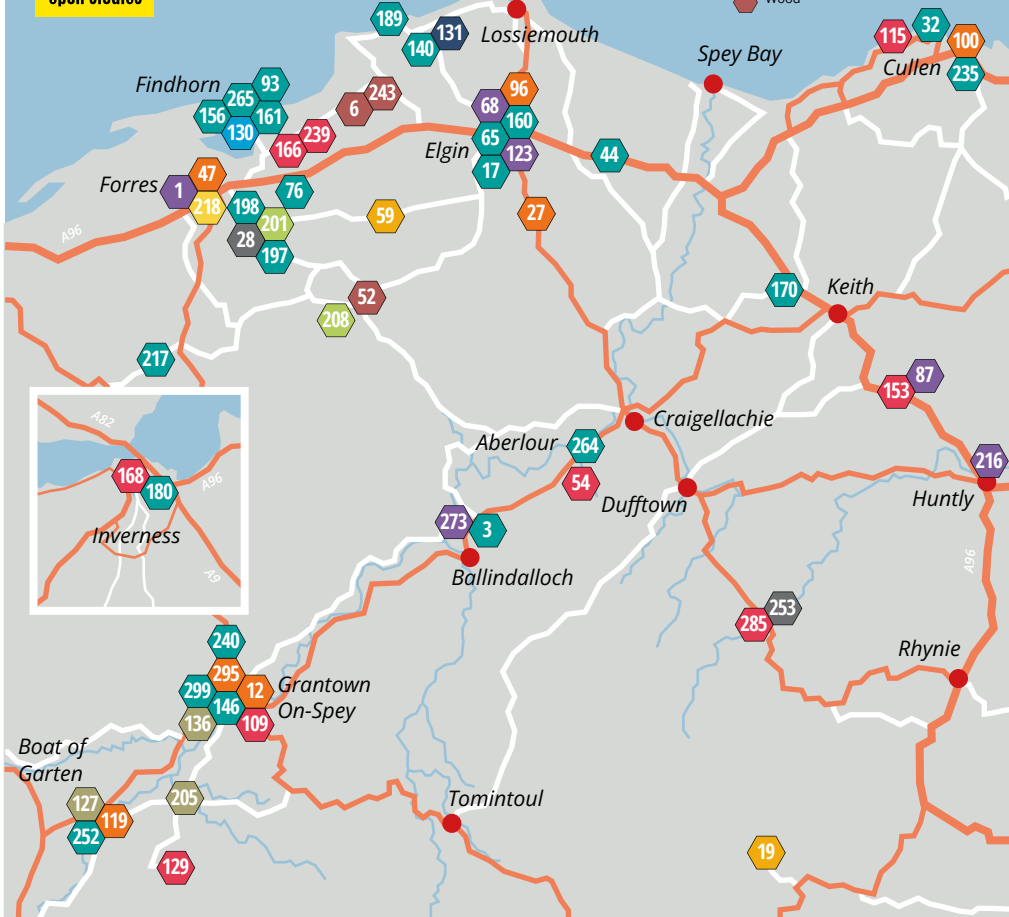 open studios
Wood
189
131
140
Lossiemouth
Spey Bay
115
32
100
Cullen
235
Findhorn
93
265
156
161
130
243
6
239
166
96
68
160
65
Elgin
123
17
44
Forres
47
1
218
76
198
201
59
27
28
197
A96
52
208
170
Keith
217
87
153
A82
168
180
A96
Inverness
A9
Craigellachie
Aberlour
264
54
Dufftown
216
Huntly
273
3
Ballindalloch
A96
253
285
Rhynie
240
295
299
12
Grantown
On-Spey
146
136
109
Boat of
Garten
127
205
119
252
Tomintoul
129
19